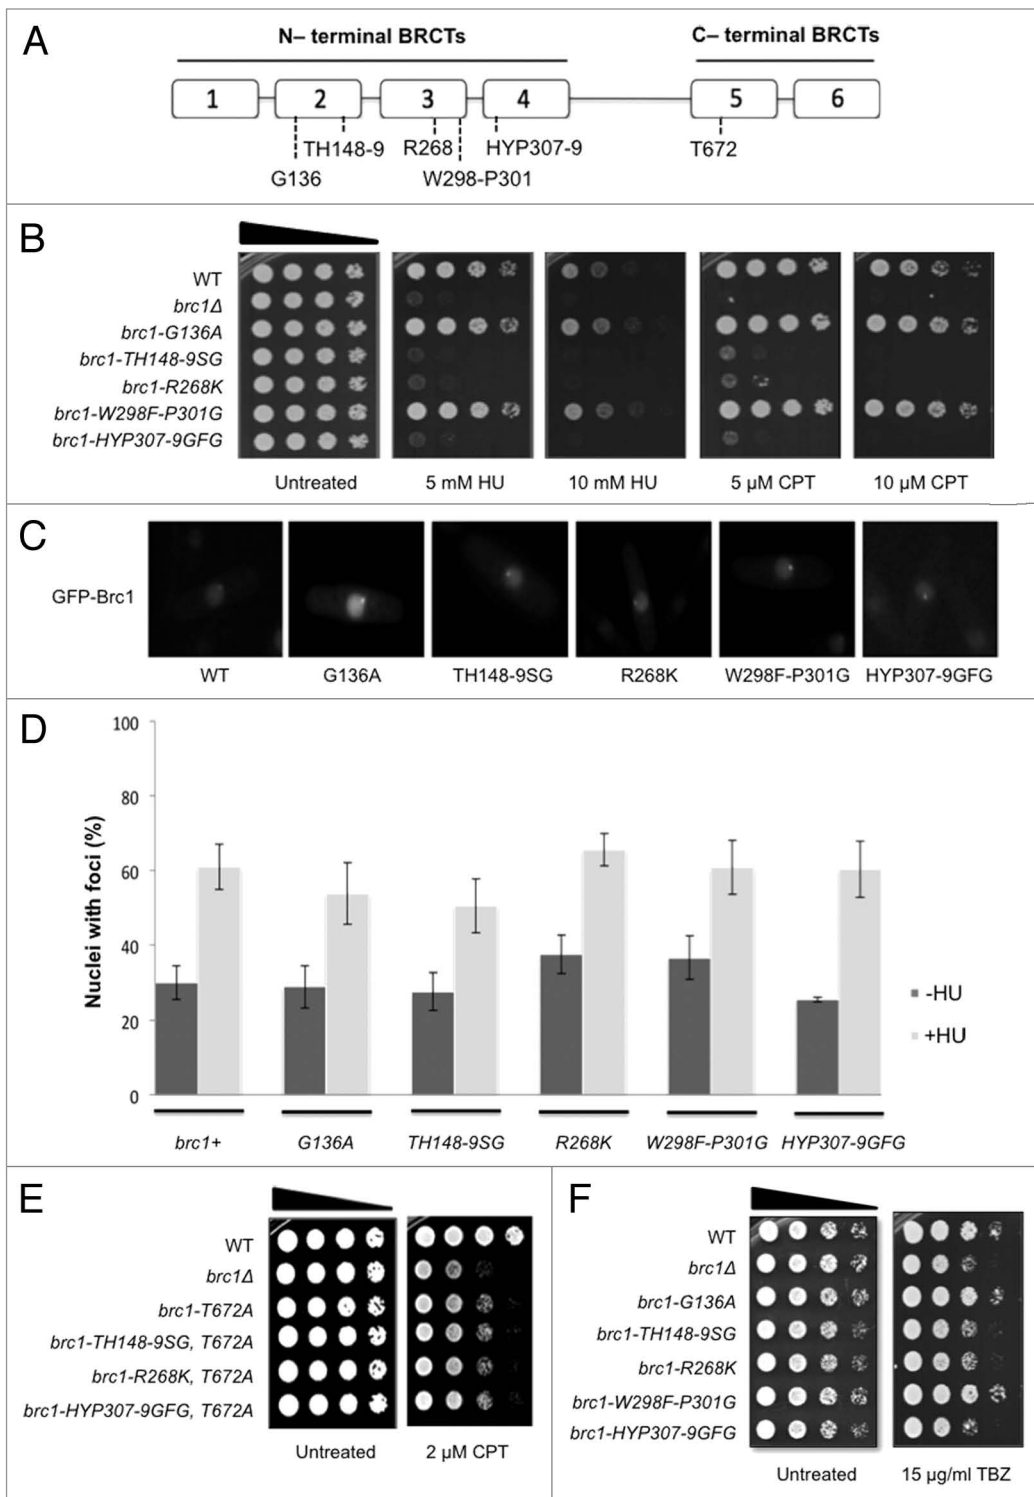 A
N– terminal BRCTs
C– terminal BRCTs
1 2 3 4 5 6
TH148-9 R268 HYP307-9 T672
G136 W298-P301
B
WT
brc1Δ
brc1-G136A
brc1-TH148-9SG
brc1-R268K
brc1-W298F-P301G
brc1-HYP307-9GFG
Untreated 5 mM HU 10 mM HU 5 µM CPT 10 µM CPT
C
GFP-Brc1
WT G136A TH148-9SG R268K W298F-P301G HYP307-9GFG
D
Nuclei with foci (%)
100
80
60
40
20
0
-HU
+HU
brc1+ G136A TH148-9SG R268K W298F-P301G HYP307-9GFG
E
WT
brc1Δ
brc1-T672A
brc1-TH148-9SG, T672A
brc1-R268K, T672A
brc1-HYP307-9GFG, T672A
Untreated 2 µM CPT
F
WT
brc1Δ
brc1-G136A
brc1-TH148-9SG
brc1-R268K
brc1-W298F-P301G
brc1-HYP307-9GFG
Untreated 15 µg/ml TBZ